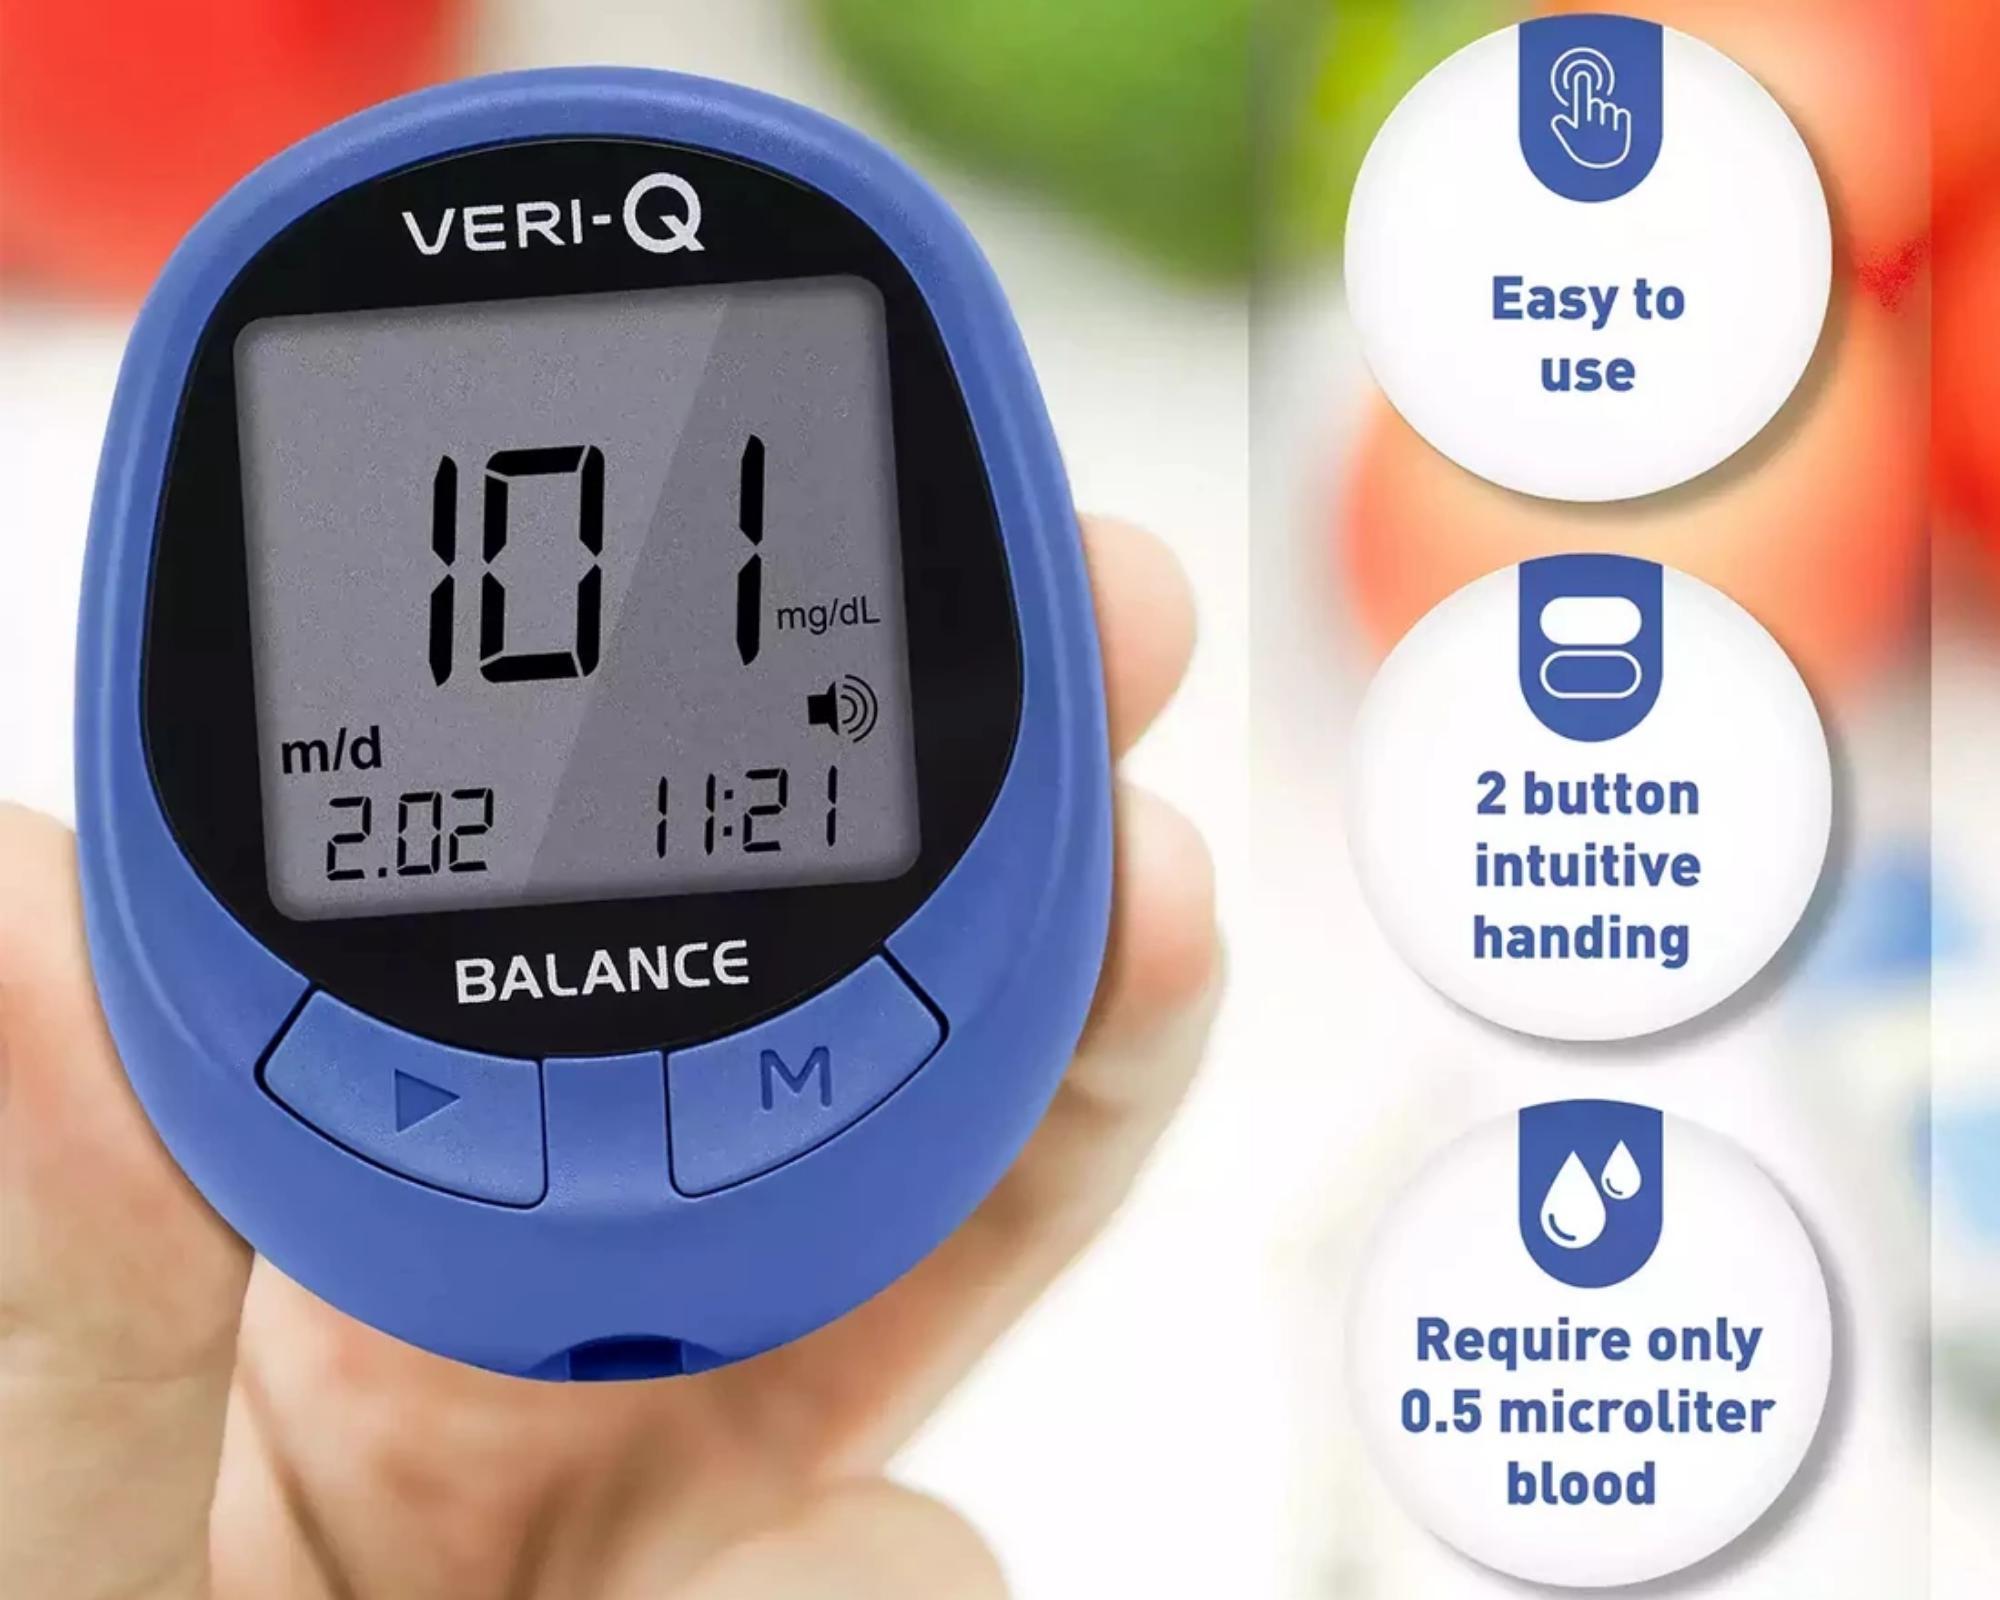 VERI-Q
101
mg/dL
m/d
2.02 11:21
BALANCE
M
Easy to
use
2 button
intuitive
handing
Require only
0.5 microliter
blood